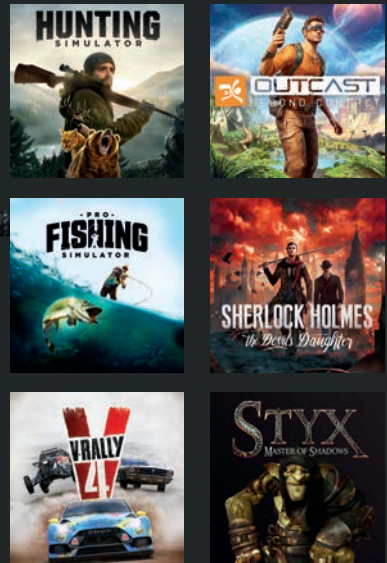 HUNTING
SIMULATOR
OUTCAST
SECOND CONTACT
-PRO-
FISHING
SIMULATOR
SHERLOCK HOLMES
the Devil's Daughter
V-RALLY
4
STYX
MASTER OF SHADOWS